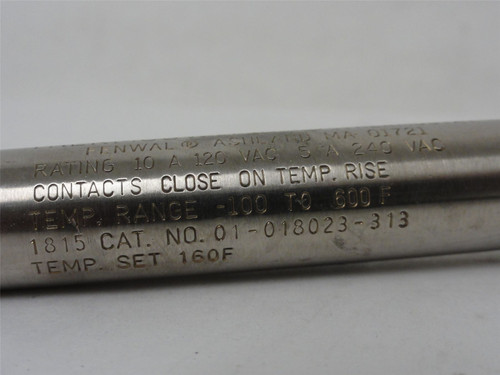 FENWAL® ASHLAND MA 01721
RATING 10 A 120 VAC 5 A 240 VAC
CONTACTS CLOSE ON TEMP. RISE
TEMP. RANGE -100 TO 600 F
1815 CAT. NO. 01-018023-313
TEMP. SET 160F